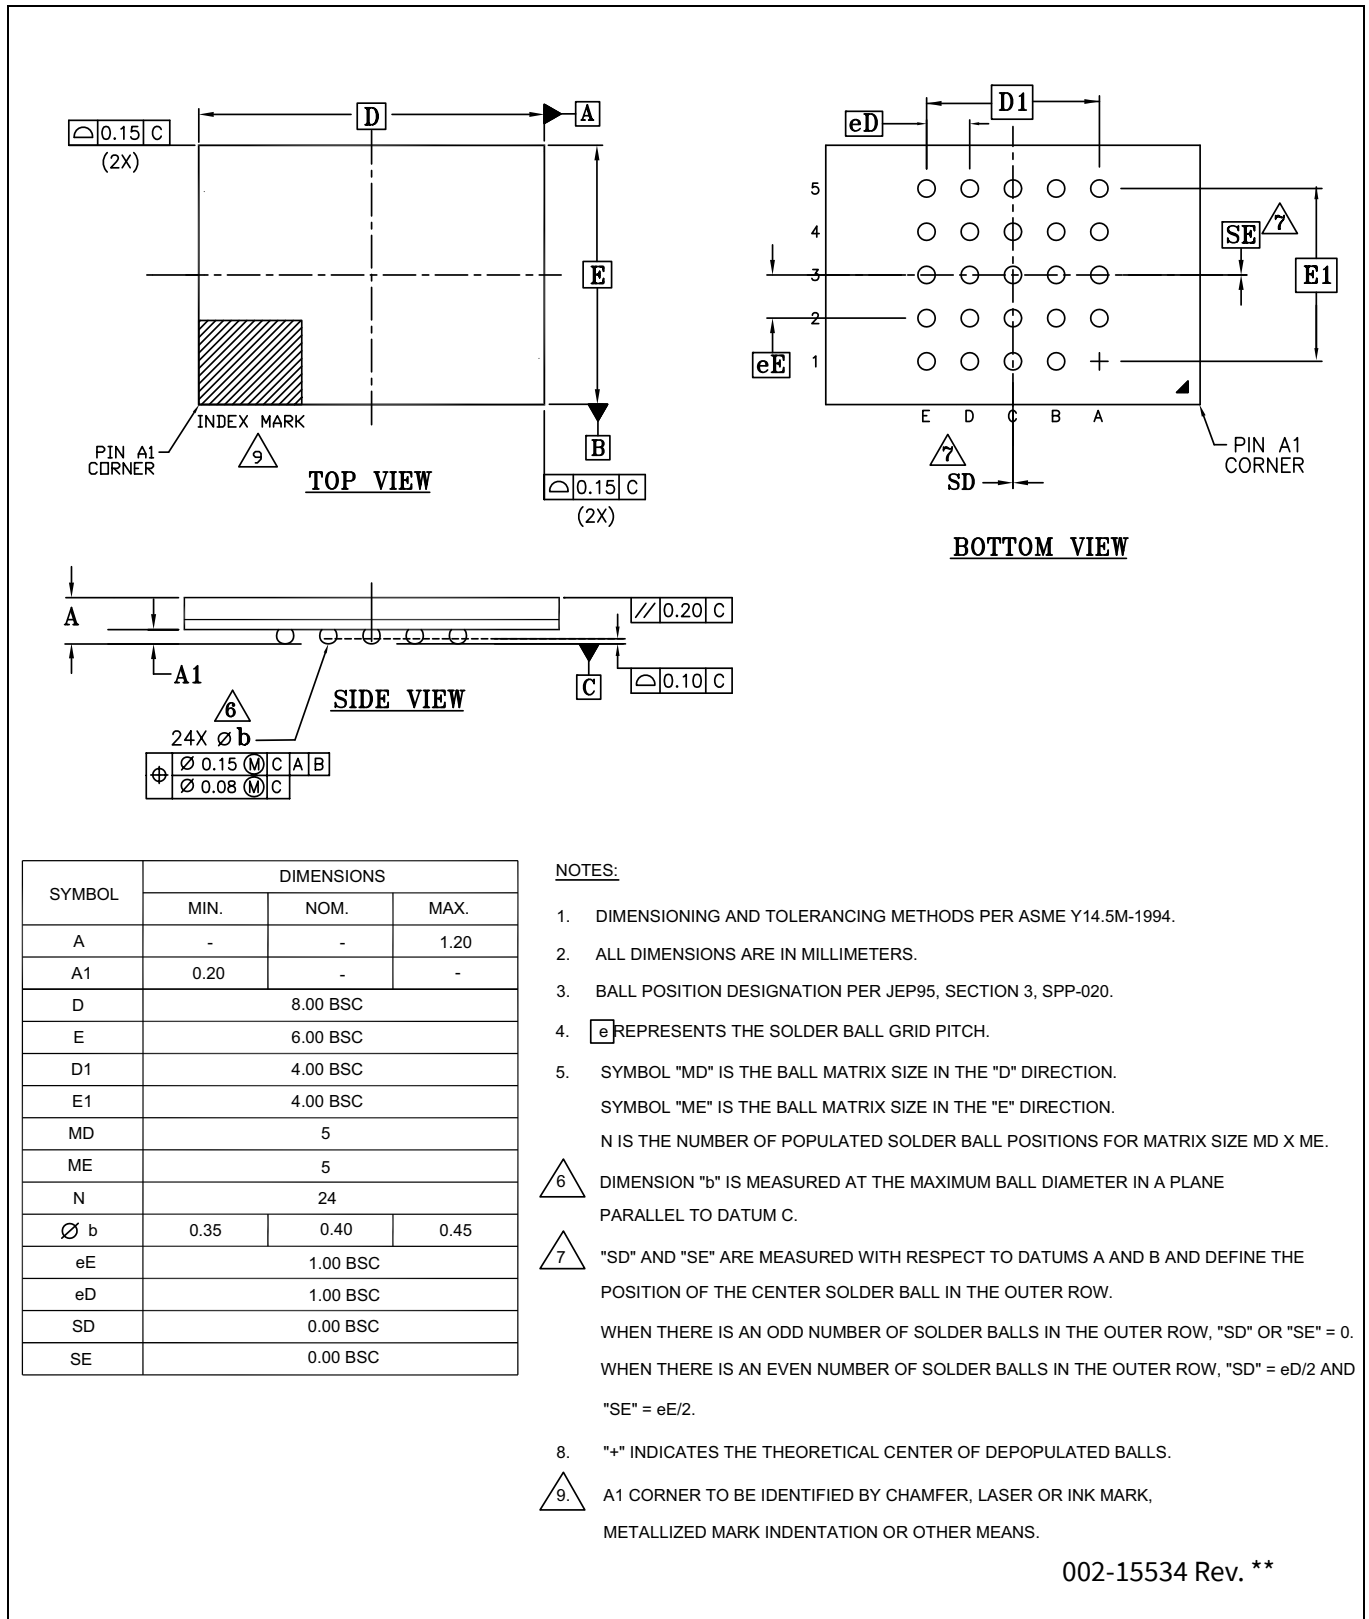 D
A
0.15 C
(2X)
E
INDEX MARK
9
PIN A1
CORNER
B
TOP VIEW
0.15 C
(2X)
D1
eD
5
4
3
2
1
SE
7
E1
eE
E D C B A
7
SD
PIN A1
CORNER
BOTTOM VIEW
A
A1
// 0.20 C
C
0.10 C
SIDE VIEW
6
24X Ø b
⌖ Ø 0.15 Ⓜ C A B
Ø 0.08 Ⓜ C
SYMBOL DIMENSIONS
MIN. NOM. MAX.
A - - 1.20
A1 0.20 - -
D 8.00 BSC
E 6.00 BSC
D1 4.00 BSC
E1 4.00 BSC
MD 5
ME 5
N 24
Ø b 0.35 0.40 0.45
eE 1.00 BSC
eD 1.00 BSC
SD 0.00 BSC
SE 0.00 BSC
NOTES:
1. DIMENSIONING AND TOLERANCING METHODS PER ASME Y14.5M-1994.
2. ALL DIMENSIONS ARE IN MILLIMETERS.
3. BALL POSITION DESIGNATION PER JEP95, SECTION 3, SPP-020.
4. e REPRESENTS THE SOLDER BALL GRID PITCH.
5. SYMBOL "MD" IS THE BALL MATRIX SIZE IN THE "D" DIRECTION.
SYMBOL "ME" IS THE BALL MATRIX SIZE IN THE "E" DIRECTION.
N IS THE NUMBER OF POPULATED SOLDER BALL POSITIONS FOR MATRIX SIZE MD X ME.
6 DIMENSION "b" IS MEASURED AT THE MAXIMUM BALL DIAMETER IN A PLANE
PARALLEL TO DATUM C.
7 "SD" AND "SE" ARE MEASURED WITH RESPECT TO DATUMS A AND B AND DEFINE THE
POSITION OF THE CENTER SOLDER BALL IN THE OUTER ROW.
WHEN THERE IS AN ODD NUMBER OF SOLDER BALLS IN THE OUTER ROW, "SD" OR "SE" = 0.
WHEN THERE IS AN EVEN NUMBER OF SOLDER BALLS IN THE OUTER ROW, "SD" = eD/2 AND
"SE" = eE/2.
8. "+" INDICATES THE THEORETICAL CENTER OF DEPOPULATED BALLS.
9. A1 CORNER TO BE IDENTIFIED BY CHAMFER, LASER OR INK MARK,
METALLIZED MARK INDENTATION OR OTHER MEANS.
002-15534 Rev. **